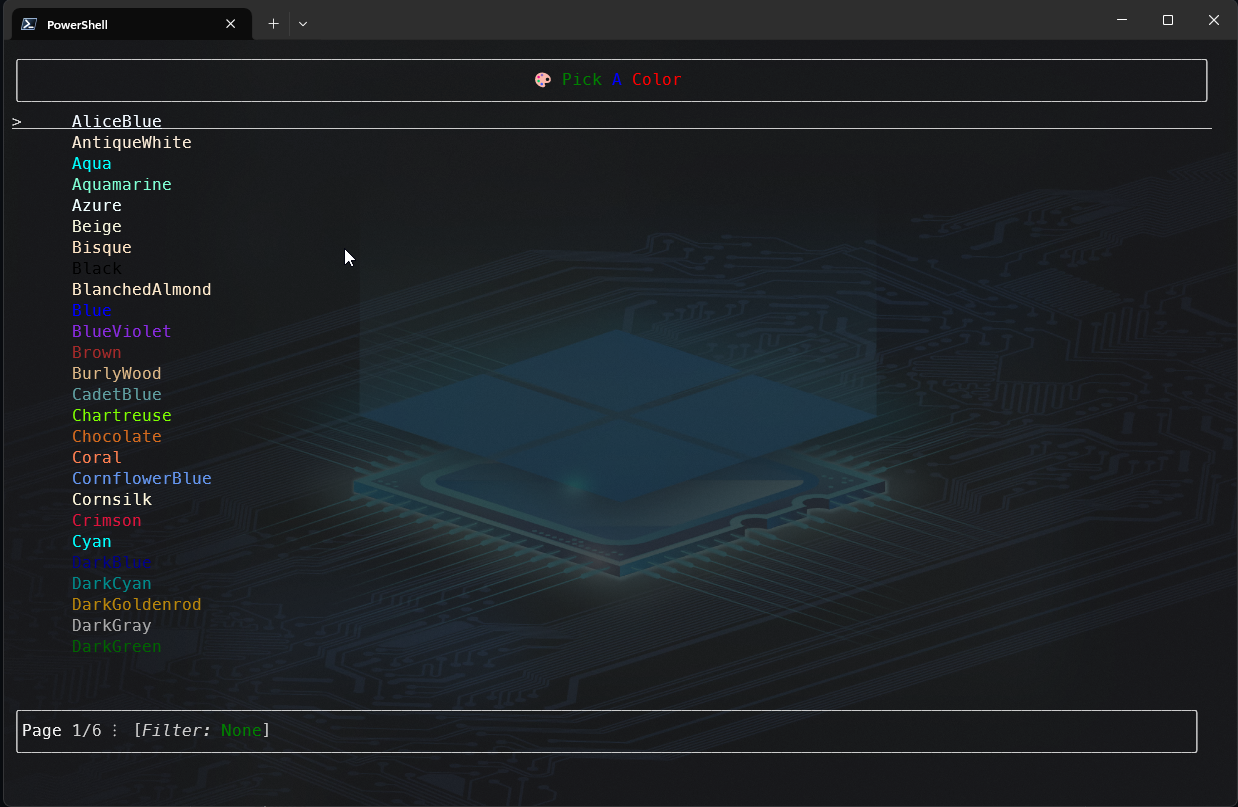 PowerShell
🎨 Pick A Color
> AliceBlue
AntiqueWhite
Aqua
Aquamarine
Azure
Beige
Bisque
Black
BlanchedAlmond
Blue
BlueViolet
Brown
BurlyWood
CadetBlue
Chartreuse
Chocolate
Coral
CornflowerBlue
Cornsilk
Crimson
Cyan
DarkBlue
DarkCyan
DarkGoldenrod
DarkGray
DarkGreen
Page 1/6 ⋮ [Filter: None]